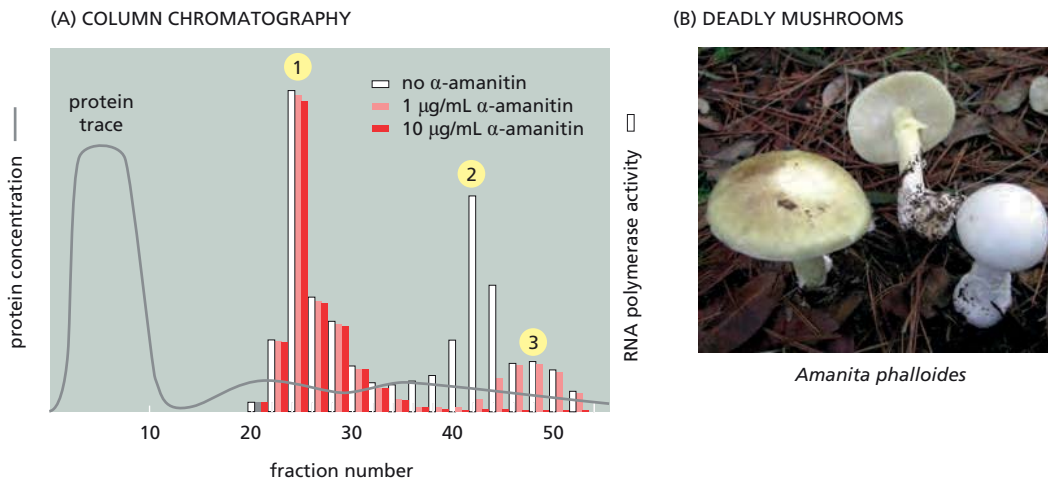 (A) COLUMN CHROMATOGRAPHY
protein concentration
protein
trace
1
2
3
no α-amanitin
1 μg/mL α-amanitin
10 μg/mL α-amanitin
RNA polymerase activity
10
20
30
40
50
fraction number
(B) DEADLY MUSHROOMS
Amanita phalloides